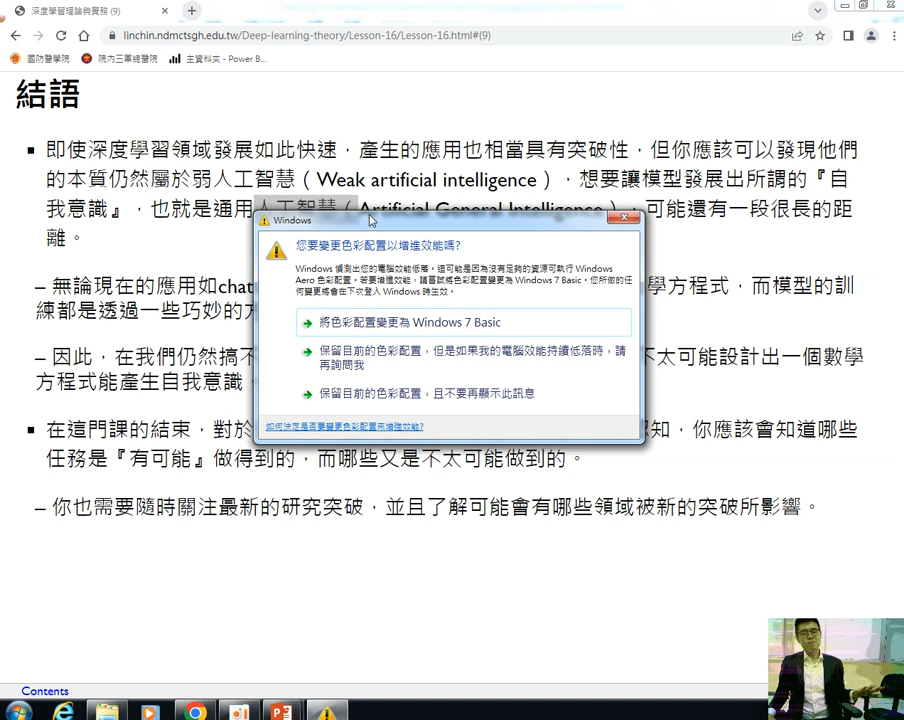 深度學習理論與實務 (16)
linchin.ndmctsgh.edu.tw/Deep-learning-theory/Lesson-16/Lesson-16.html#(9)
國防醫學院
院內三軍總醫院
主資料夾 - Power B...
結語
即使深度學習領域發展如此快速，產生的應用也相當具有突破性，但你應該可以發現他們
的本質仍然屬於弱人工智慧（Weak artificial intelligence），想要讓模型發展出所謂的『自
我意識』，也就是通用人工智慧（Artificial General Intelligence），可能還有一段很長的距
離。
– 無論現在的應用如chat
學方程式，而模型的訓
練都是透過一些巧妙的方
– 因此，在我們仍然搞不
不太可能設計出一個數學
方程式能產生自我意識。
在這門課的結束，對於
認知，你應該會知道哪些
任務是『有可能』做得到的，而哪些又是不太可能做到的。
– 你也需要隨時關注最新的研究突破，並且了解可能會有哪些領域被新的突破所影響。
Windows
您要變更色彩配置以增進效能嗎?
Windows 偵測出您的電腦效能低落。這可能是因為沒有足夠的資源可執行 Windows
Aero 色彩配置。若要增進效能，請嘗試將色彩配置變更為 Windows 7 Basic。您所做的任
何變更將會在下次登入 Windows 時生效。
將色彩配置變更為 Windows 7 Basic
保留目前的色彩配置，但是如果我的電腦效能持續低落時，請
再詢問我
保留目前的色彩配置，且不要再顯示此訊息
如何決定是否要變更色彩配置來增進效能?
Contents